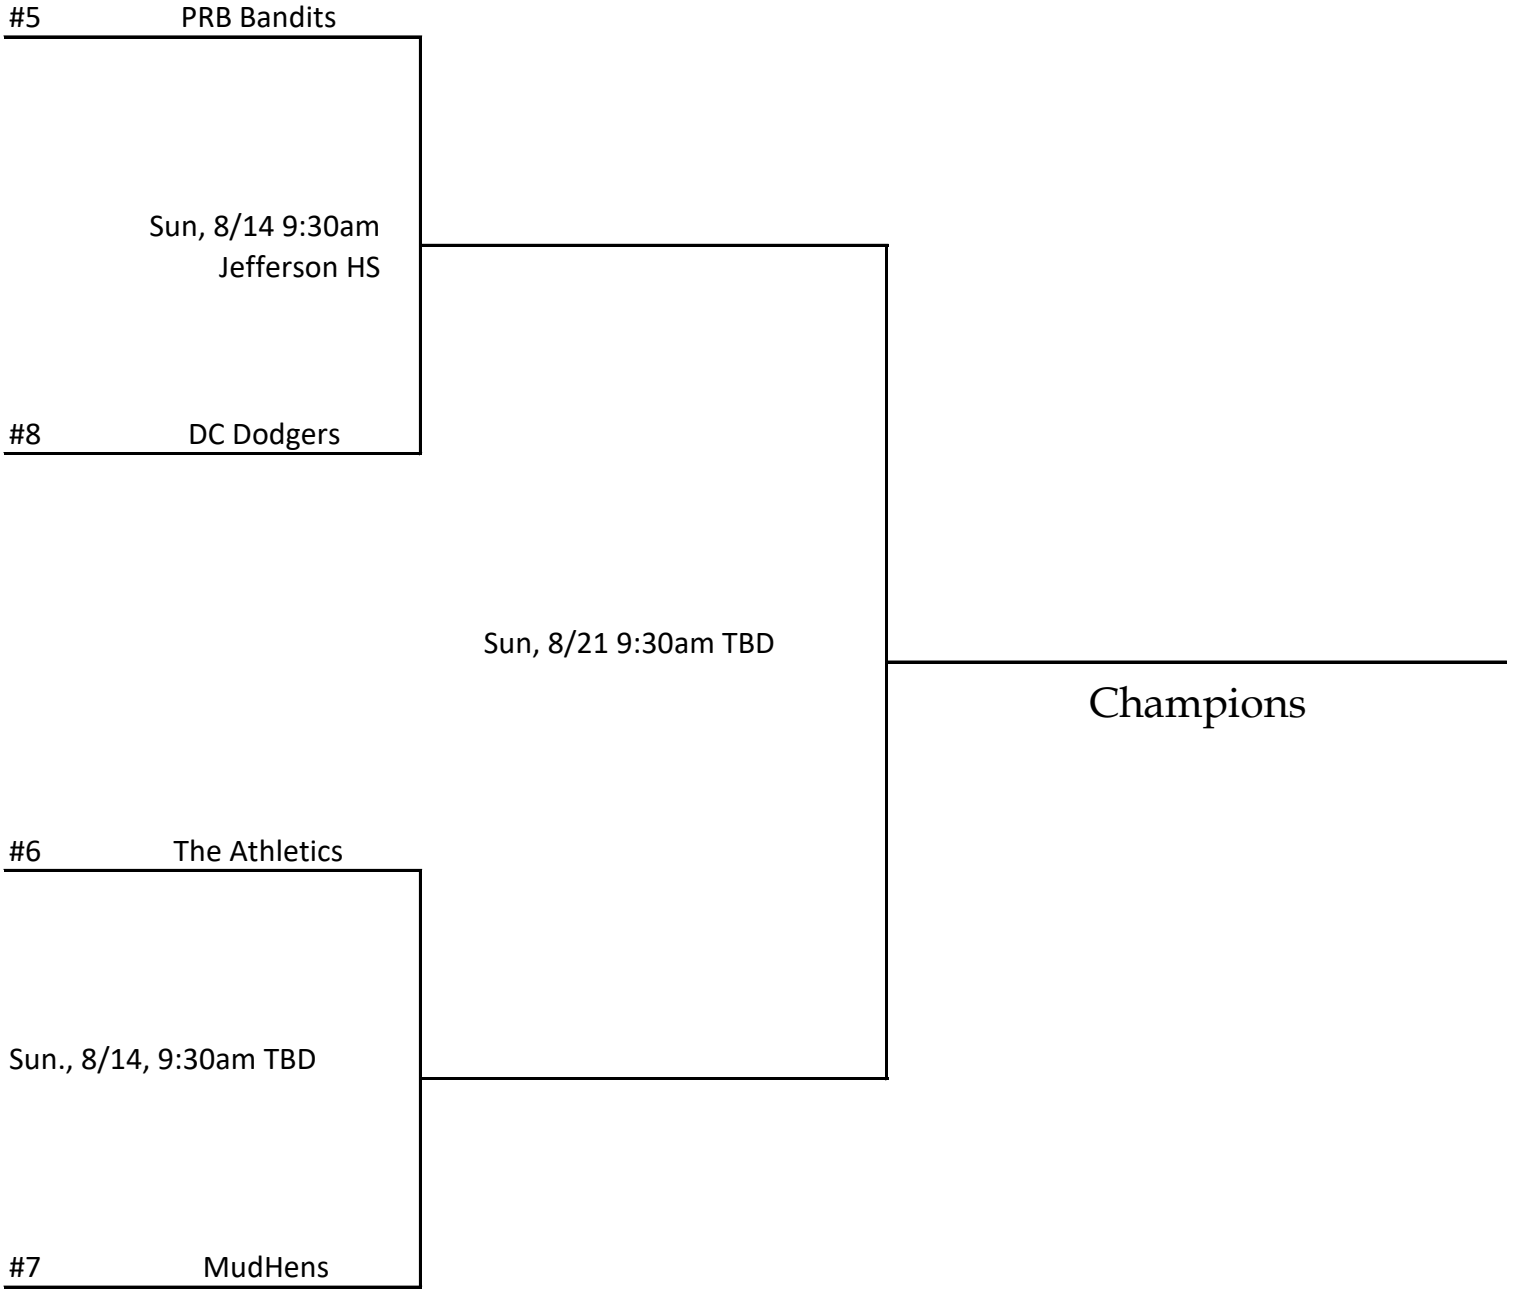 #5 PRB Bandits
Sun, 8/14 9:30am
Jefferson HS
#8 DC Dodgers
Sun, 8/21 9:30am TBD
Champions
#6 The Athletics
Sun., 8/14, 9:30am TBD
#7 MudHens